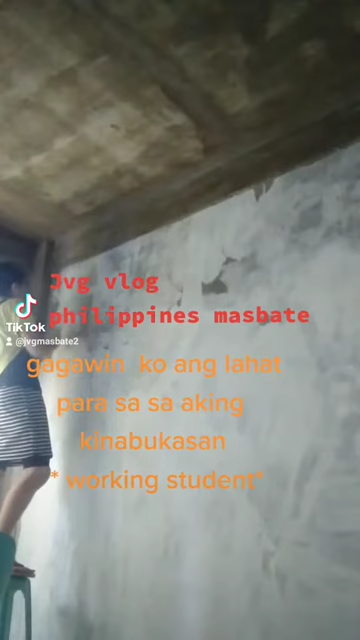 Jvg vlog
philippines masbate
TikTok
@jvgmasbate2
gagawin ko ang lahat
para sa sa aking
kinabukasan
* working student*